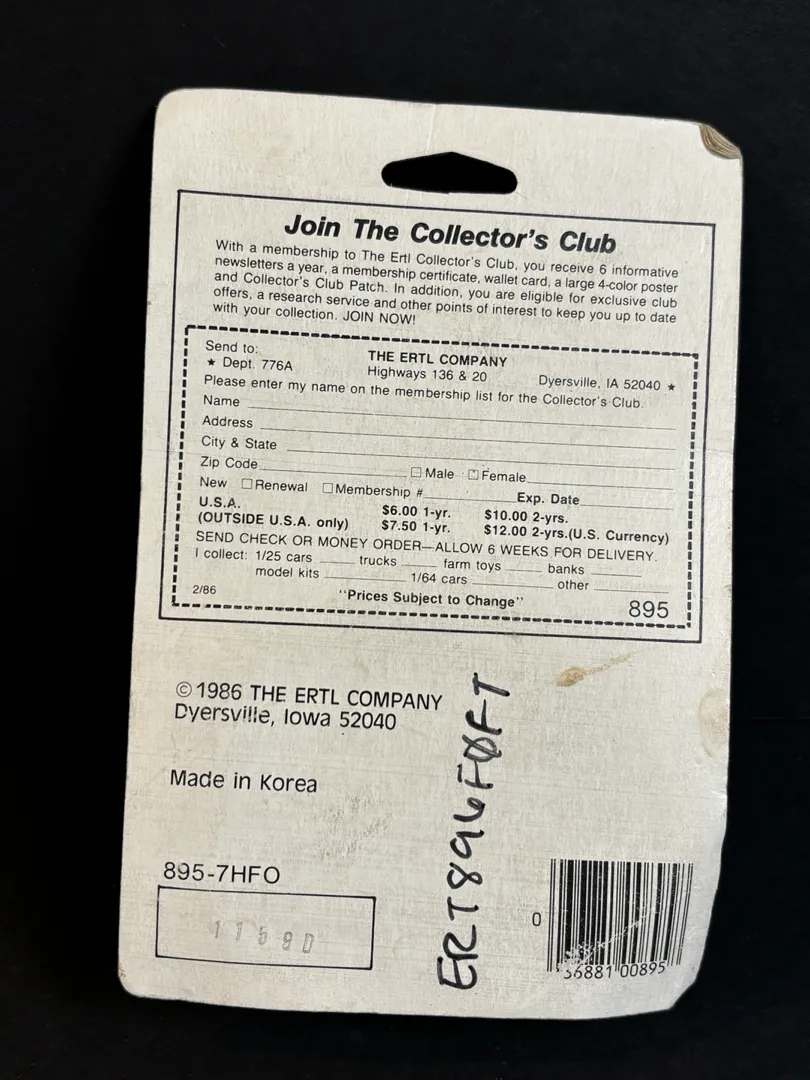 Join The Collector's Club
With a membership to The Ertl Collector's Club, you receive 6 informative
newsletters a year, a membership certificate, wallet card, a large 4-color poster
and Collector's Club Patch. In addition, you are eligible for exclusive club
offers, a research service and other points of interest to keep you up to date
with your collection. JOIN NOW!
Send to: THE ERTL COMPANY
★ Dept. 776A Highways 136 & 20 Dyersville, IA 52040 ★
Please enter my name on the membership list for the Collector's Club.
Name
Address
City & State
Zip Code □ Male □ Female
New □ Renewal □ Membership # Exp. Date
U.S.A. $6.00 1-yr. $10.00 2-yrs.
(OUTSIDE U.S.A. only) $7.50 1-yr. $12.00 2-yrs.(U.S. Currency)
SEND CHECK OR MONEY ORDER—ALLOW 6 WEEKS FOR DELIVERY.
I collect: 1/25 cars trucks farm toys banks
model kits 1/64 cars other
2/86 "Prices Subject to Change" 895
© 1986 THE ERTL COMPANY
Dyersville, Iowa 52040
Made in Korea
895-7HFO
1 1 5 8 D
ERT896FØFT
0 36881 00895